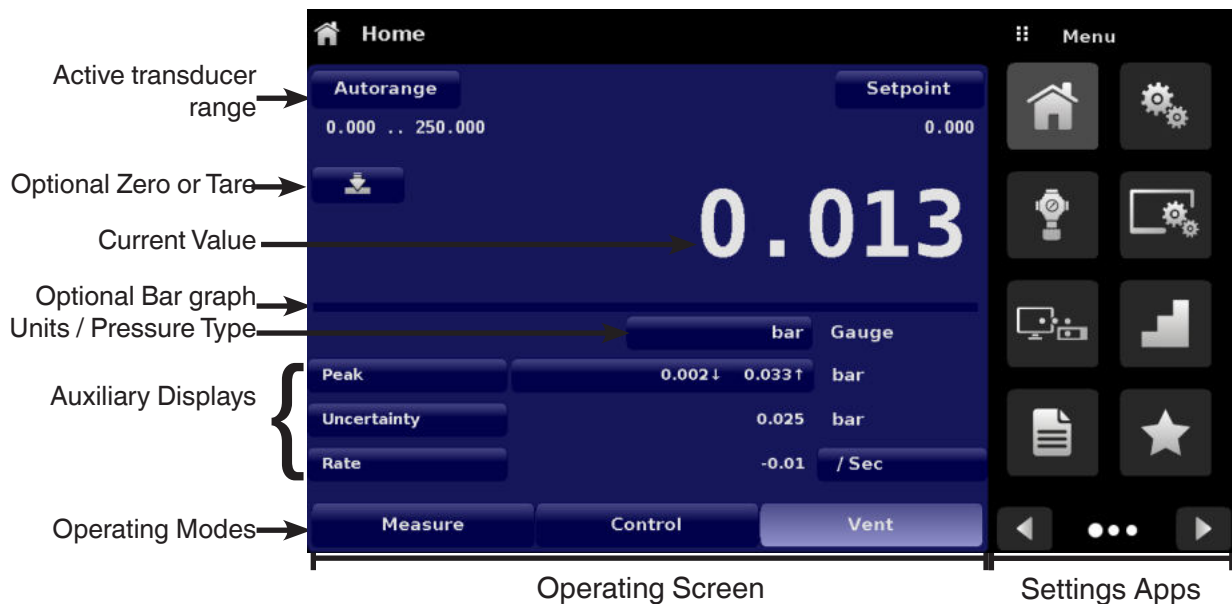 Home
Menu
Active transducer
range
Autorange
Setpoint
0.000 .. 250.000
0.000
Optional Zero or Tare
Current Value
0.013
Optional Bar graph
Units / Pressure Type
bar Gauge
Auxiliary Displays
Peak 0.002↓ 0.033↑ bar
Uncertainty 0.025 bar
Rate -0.01 / Sec
Operating Modes
Measure Control Vent
Operating Screen
Settings Apps